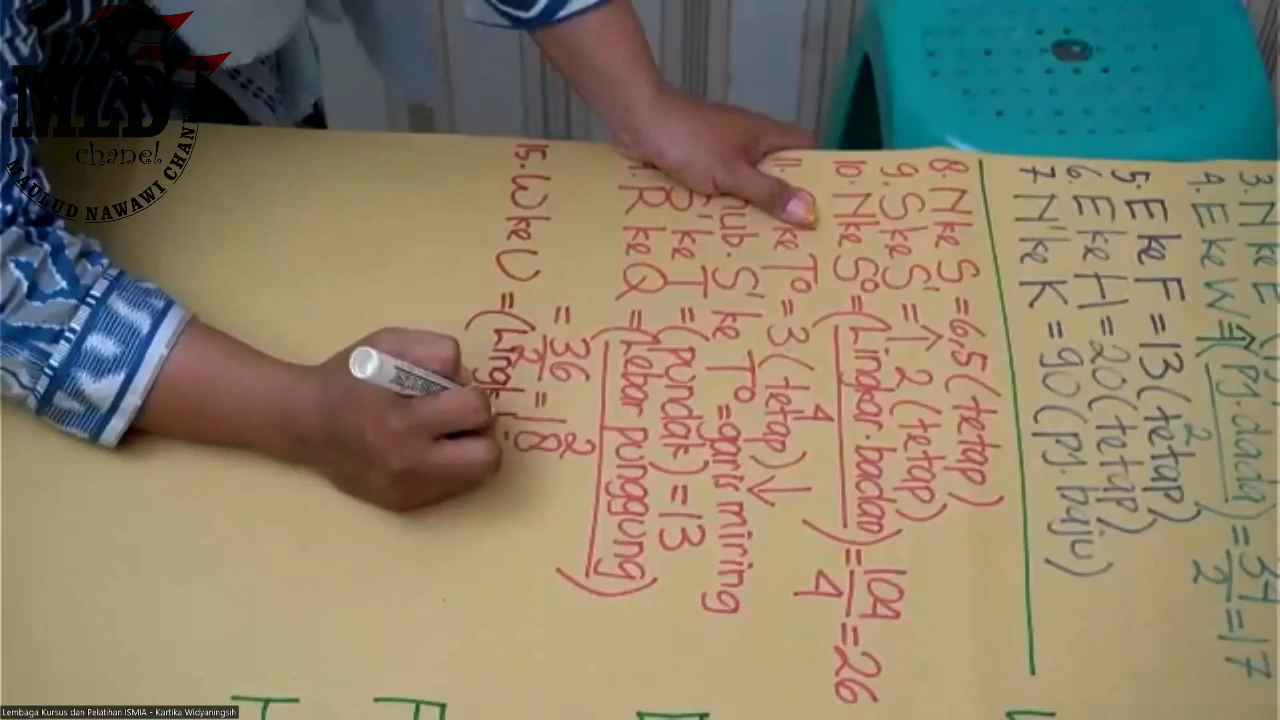 MLD
chanel
MAULUD NAWAWI CHANEL
3. N ke E
4. E ke W = (pj. dada) = 34 = 17
2 2
5. E ke F = 13 (tetap)
6. E ke H = 20 (tetap)
7. N ke K = 90 (pj. baju)
8. N ke S = 6,5 (tetap)
9. S ke S' = ↑ 2 (tetap)
10. N ke S° = (Lingkar badan) = 104 = 26
4 4
11. ke T° = 3 (tetap) ↓
hub. S' ke T° = garis miring
R ke T = (pundak) = 13
R ke Q = (Lebar punggung)
2
= 36 = 18
2
15. W ke U = (Lingk
Lembaga Kursus dan Pelatihan ISMIA - Kartika Widyaningsih